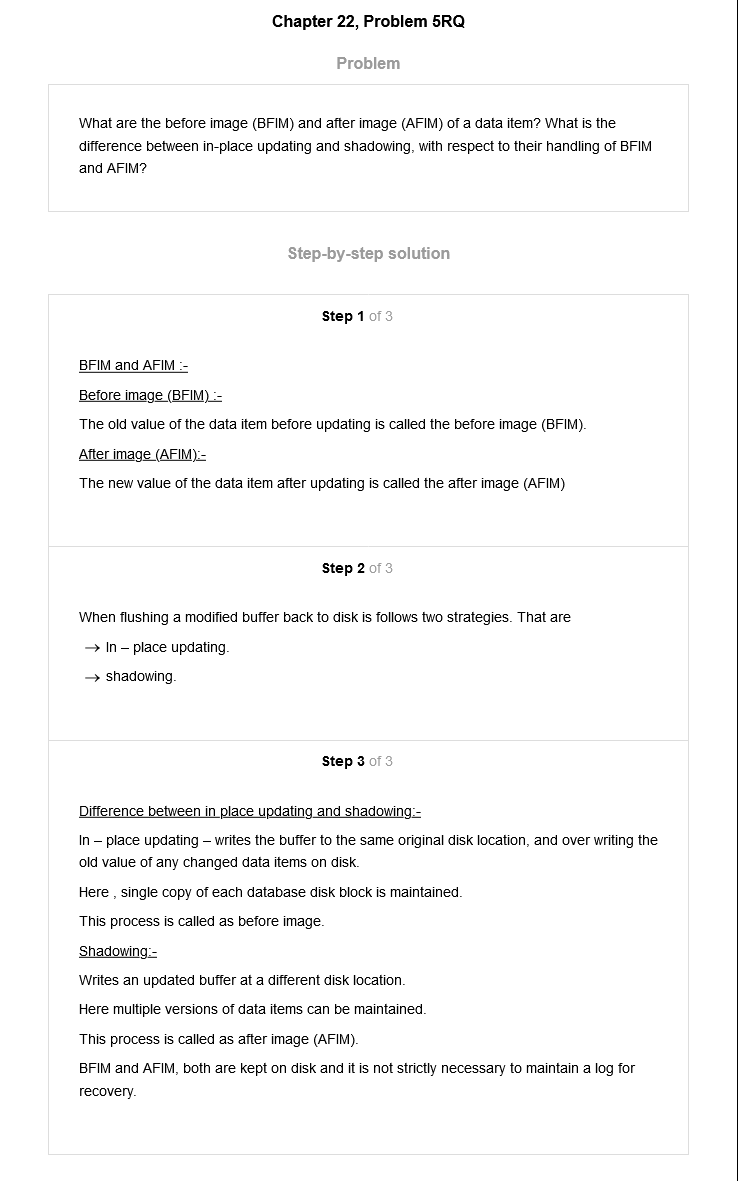 Chapter 22, Problem 5RQ
Problem
What are the before image (BFIM) and after image (AFIM) of a data item? What is the
difference between in-place updating and shadowing, with respect to their handling of BFIM
and AFIM?
Step-by-step solution
Step 1 of 3
BFIM and AFIM :-
Before image (BFIM) :-
The old value of the data item before updating is called the before image (BFIM).
After image (AFIM):-
The new value of the data item after updating is called the after image (AFIM)
Step 2 of 3
When flushing a modified buffer back to disk is follows two strategies. That are
→ In – place updating.
→ shadowing.
Step 3 of 3
Difference between in place updating and shadowing:-
In – place updating – writes the buffer to the same original disk location, and over writing the
old value of any changed data items on disk.
Here , single copy of each database disk block is maintained.
This process is called as before image.
Shadowing:-
Writes an updated buffer at a different disk location.
Here multiple versions of data items can be maintained.
This process is called as after image (AFIM).
BFIM and AFIM, both are kept on disk and it is not strictly necessary to maintain a log for
recovery.